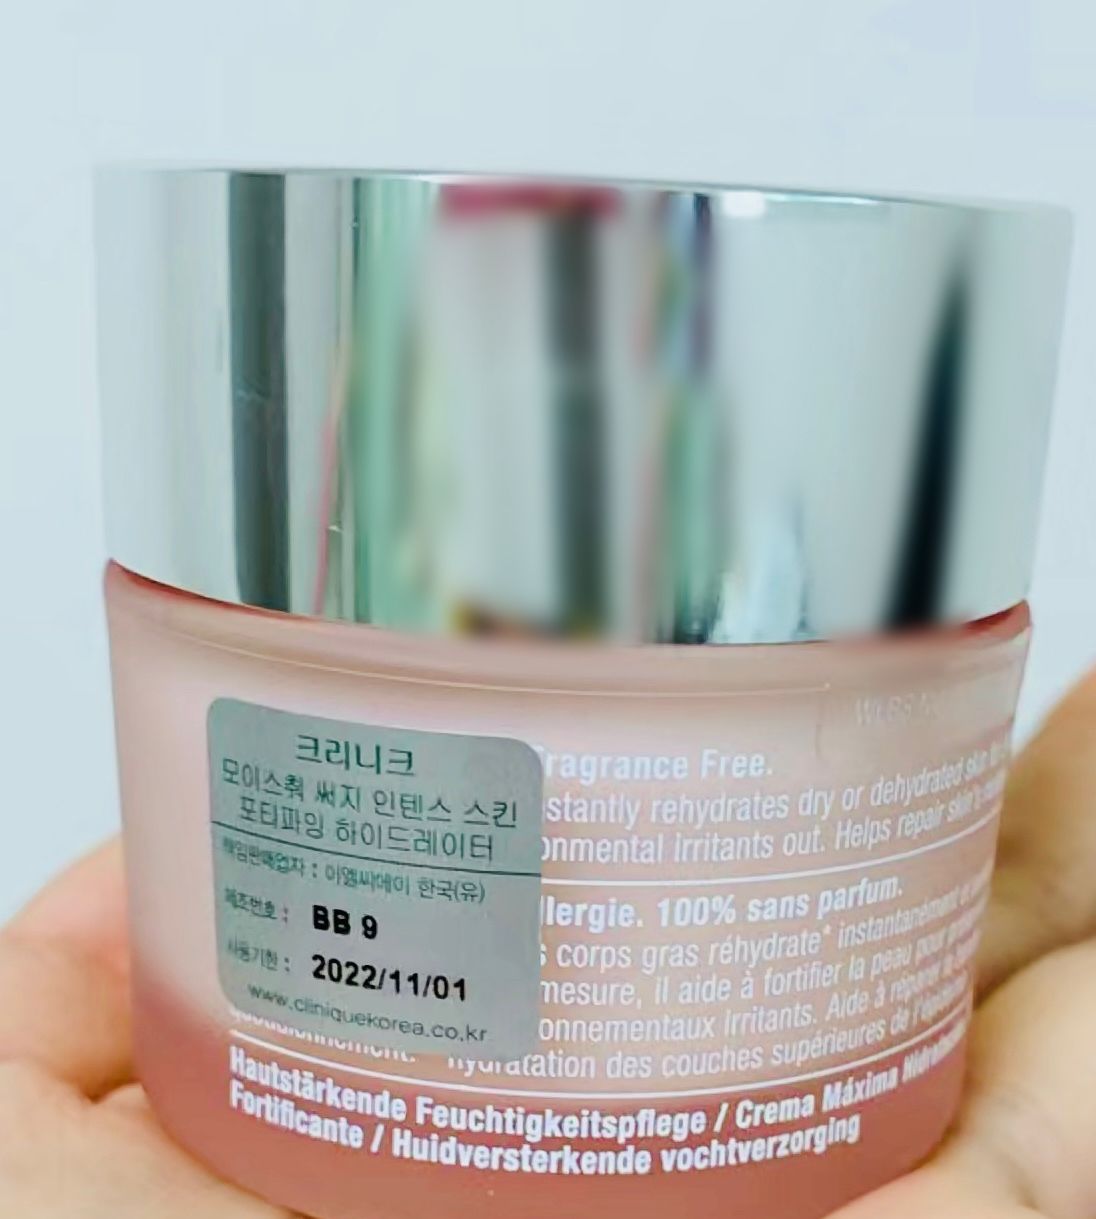 크리니크
모이스춰 써지 인텐스 스킨
포티파잉 하이드레이터
책임판매업자 : 이엘씨에이 한국(유)
제조번호 : BB 9
사용기한 : 2022/11/01
www.cliniquekorea.co.kr
ragrance Free.
stantly rehydrates dry or dehydrated skin
onmental irritants out. Helps repair skin's
llergie. 100% sans parfum.
s corps gras réhydrate* instantanément
mesure, il aide à fortifier la peau pour
onnementaux irritants. Aide à réparer
hydratation des couches supérieures de
Hautstärkende Feuchtigkeitspflege / Crema Máxima
Fortificante / Huidversterkende vochtverzorging